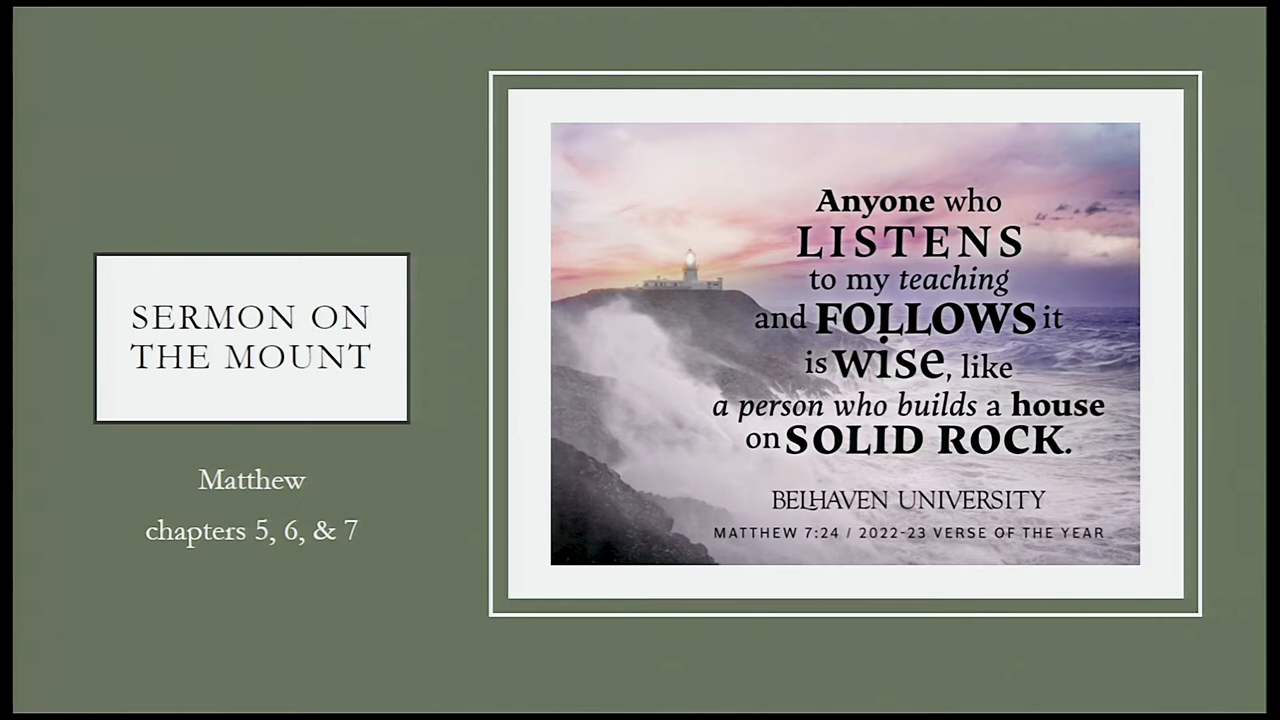 SERMON ON
THE MOUNT
Matthew
chapters 5, 6, & 7
Anyone who
LISTENS
to my teaching
and FOLLOWS it
is wise, like
a person who builds a house
on SOLID ROCK.
BELHAVEN UNIVERSITY
MATTHEW 7:24 / 2022-23 VERSE OF THE YEAR